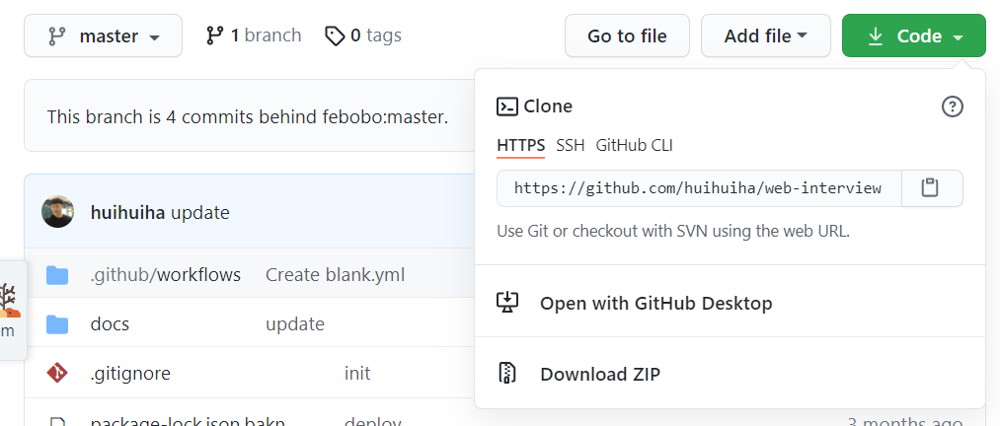 master 1 branch 0 tags Go to file Add file Code
This branch is 4 commits behind febobo:master.
Clone
HTTPS SSH GitHub CLI
https://github.com/huihuiha/web-interview
Use Git or checkout with SVN using the web URL.
Open with GitHub Desktop
Download ZIP
huihuiha update
.github/workflows Create blank.yml
docs update
m
.gitignore init
package-lock.json.bakn deploy 3 months ago